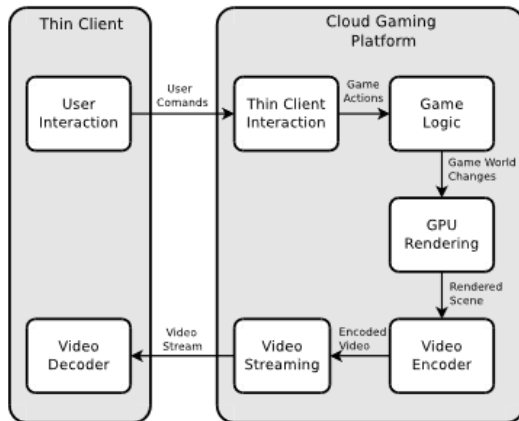 Thin Client
Cloud Gaming
Platform
User
Interaction
User
Comands
Thin Client
Interaction
Game
Actions
Game
Logic
Game World
Changes
GPU
Rendering
Rendered
Scene
Video
Encoder
Encoded
Video
Video
Streaming
Video
Stream
Video
Decoder